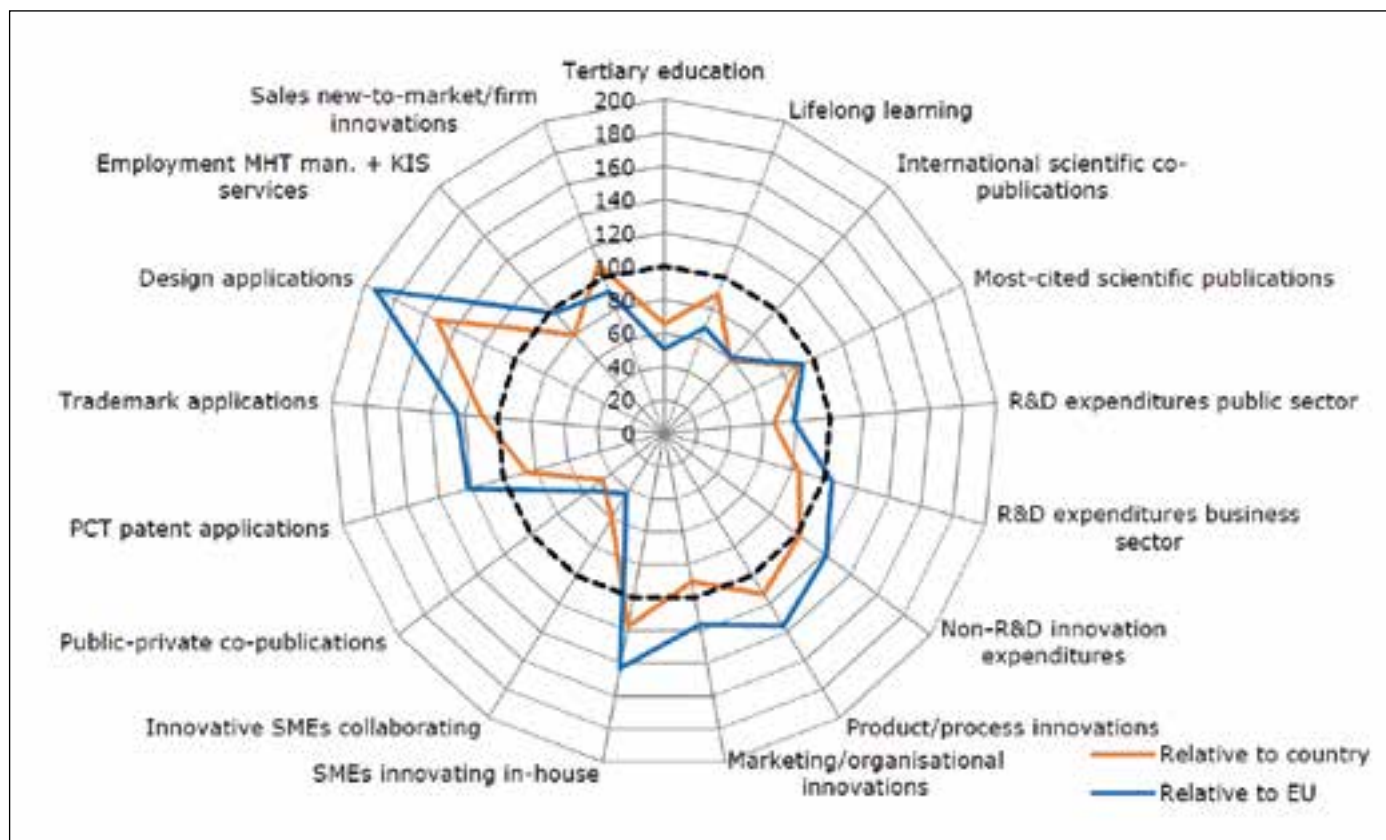 Tertiary education
Lifelong learning
International scientific co-
publications
Most-cited scientific publications
R&D expenditures public sector
R&D expenditures business
sector
Non-R&D innovation
expenditures
Product/process innovations
Marketing/organisational
innovations
SMEs innovating in-house
Innovative SMEs collaborating
Public-private co-publications
PCT patent applications
Trademark applications
Design applications
Employment MHT man. + KIS
services
Sales new-to-market/firm
innovations
200
180
160
140
120
100
80
60
40
20
0
Relative to country
Relative to EU